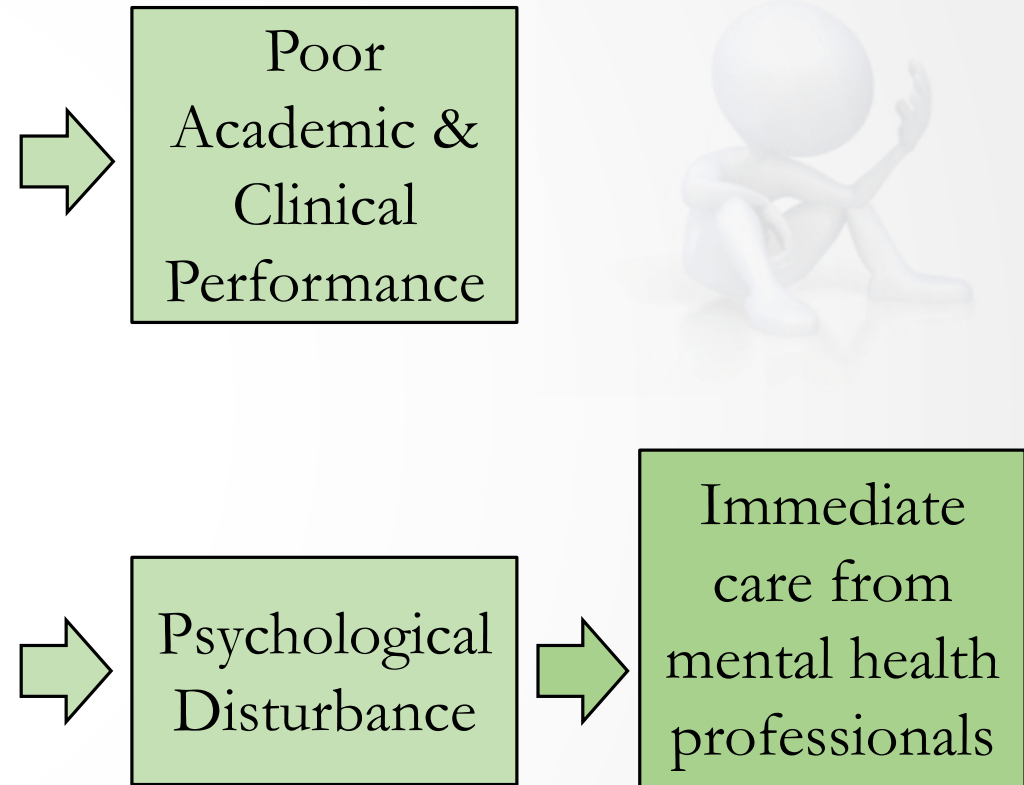 Poor
Academic &
Clinical
Performance
Psychological
Disturbance
Immediate
care from
mental health
professionals